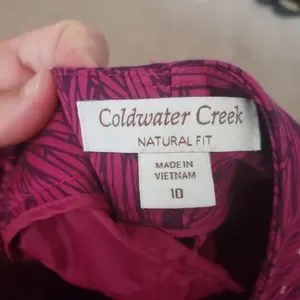 Coldwater Creek
NATURAL FIT
MADE IN
VIETNAM
10